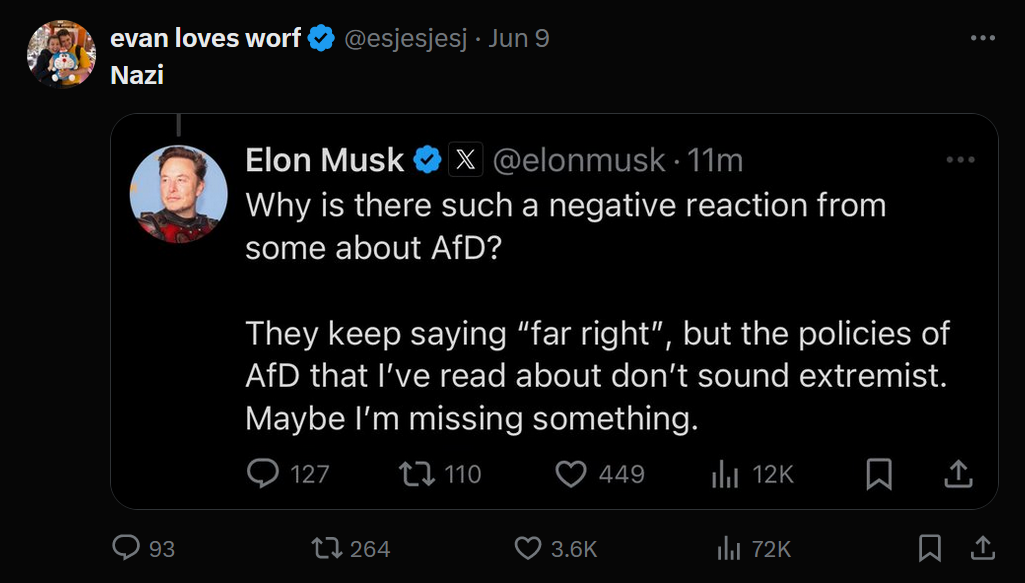 evan loves worf @esjesjesj · Jun 9
Nazi
Elon Musk X @elonmusk · 11m
Why is there such a negative reaction from
some about AfD?
They keep saying “far right”, but the policies of
AfD that I’ve read about don’t sound extremist.
Maybe I’m missing something.
127 110 449 12K
93 264 3.6K 72K